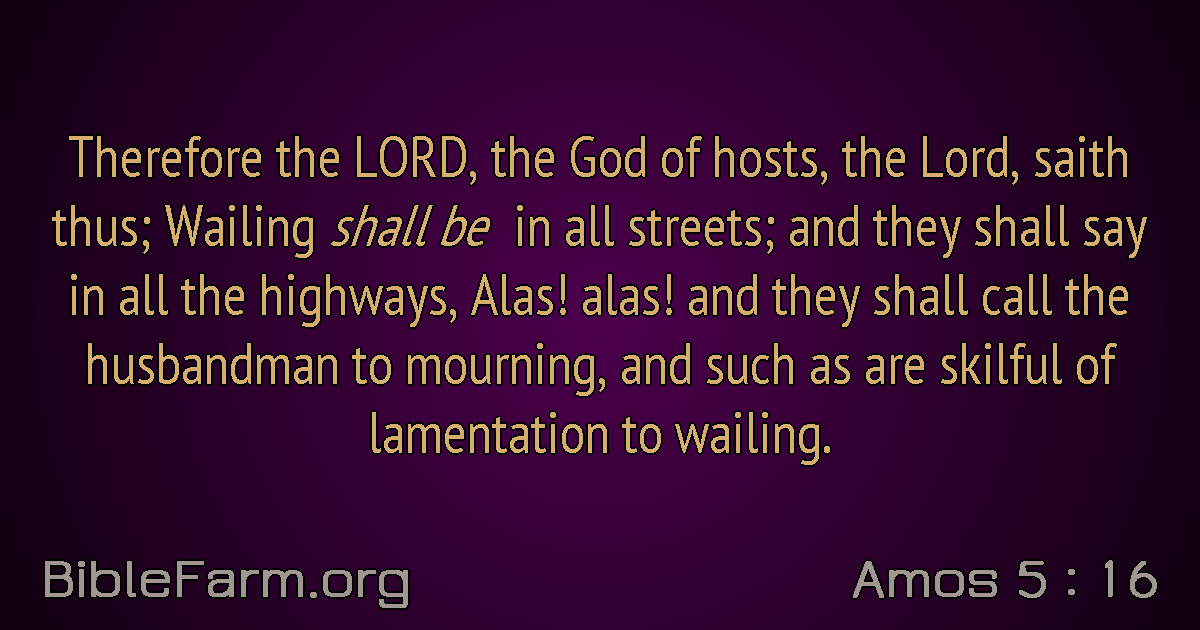 Therefore the LORD, the God of hosts, the Lord, saith
thus; Wailing shall be in all streets; and they shall say
in all the highways, Alas! alas! and they shall call the
husbandman to mourning, and such as are skilful of
lamentation to wailing.
BibleFarm.org
Amos 5 : 16